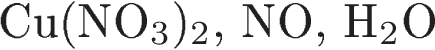 Cu(NO₃)₂, NO, H₂O